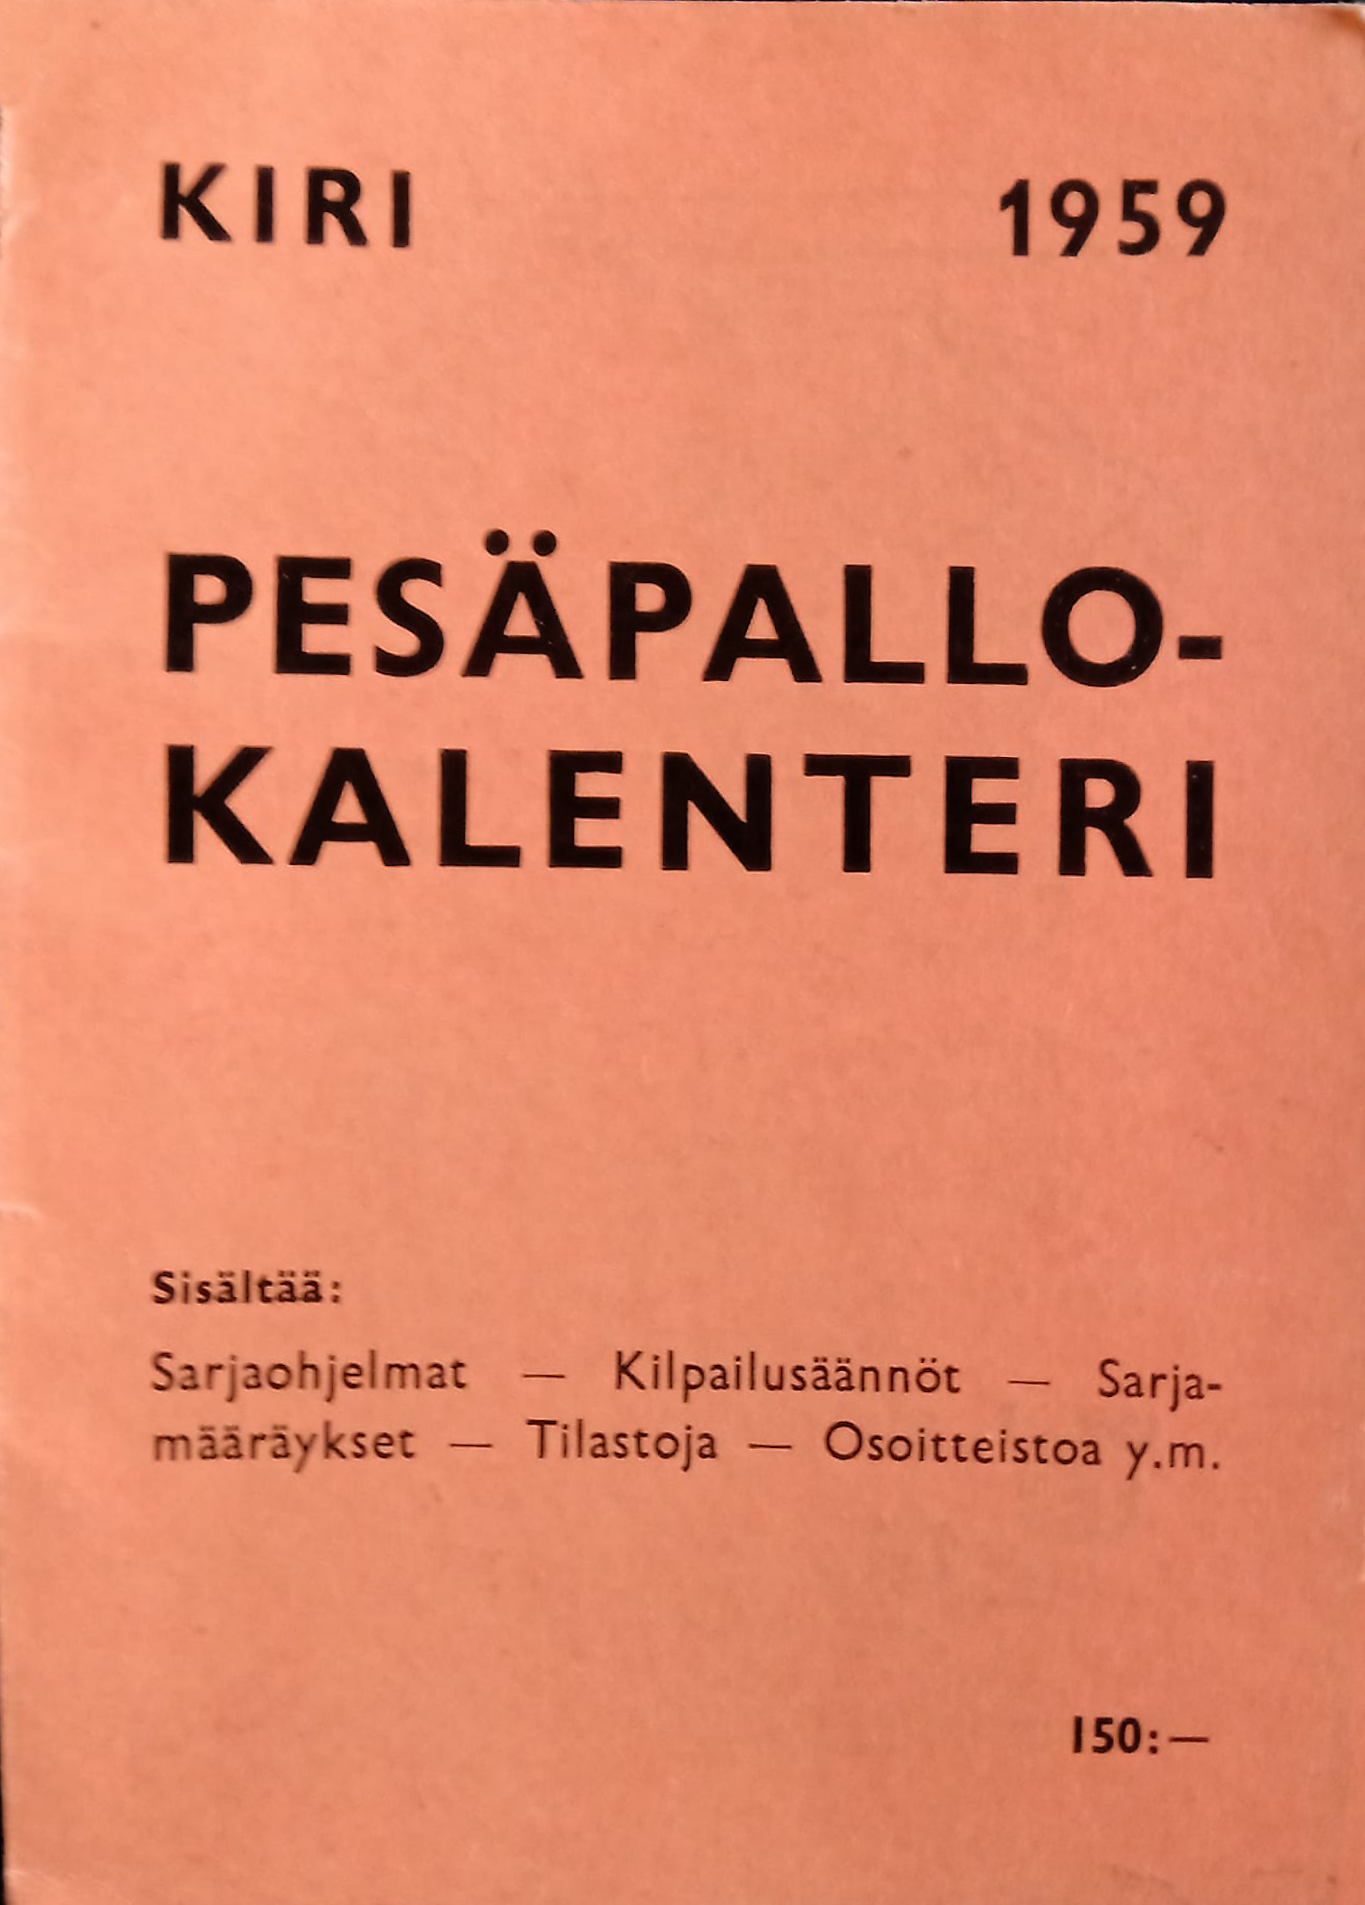 KIRI 1959
PESÄPALLO-
KALENTERI
Sisältää:
Sarjaohjelmat — Kilpailusäännöt — Sarja-
määräykset — Tilastoja — Osoitteistoa y.m.
150:—